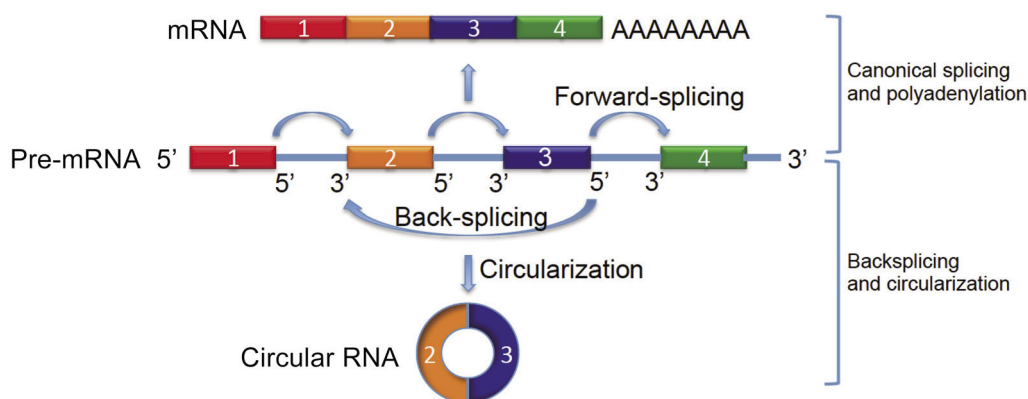 mRNA 1 2 3 4 AAAAAAAA
Canonical splicing
and polyadenylation
Forward-splicing
Pre-mRNA 5’ 1 2 3 4 3’
5’ 3’ 5’ 3’ 5’ 3’
Back-splicing
Circularization
Backsplicing
and circularization
Circular RNA 2 3